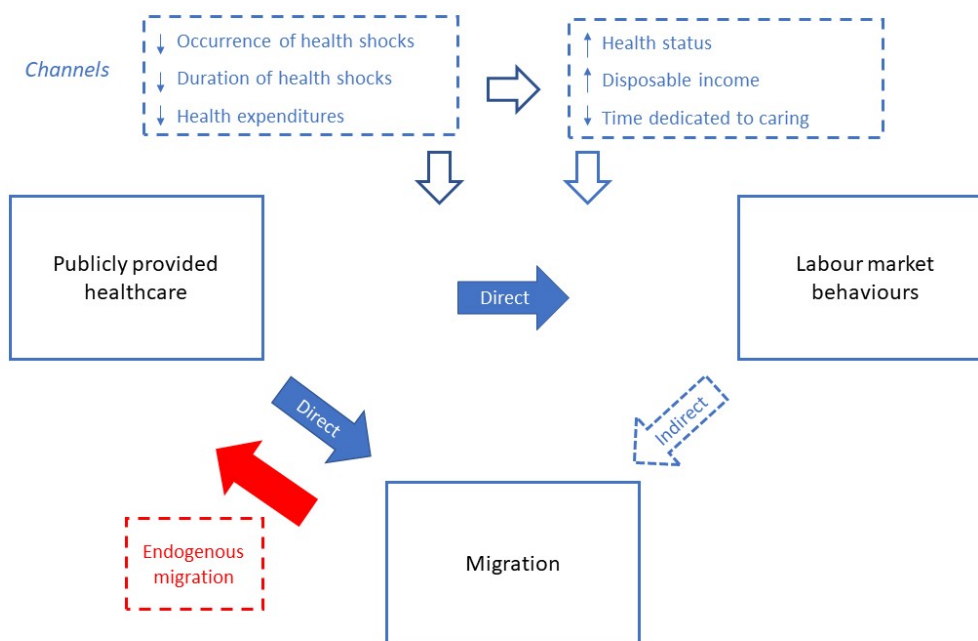 Channels
↓ Occurrence of health shocks
↓ Duration of health shocks
↓ Health expenditures
↑ Health status
↑ Disposable income
↓ Time dedicated to caring
Publicly provided
healthcare
Direct
Labour market
behaviours
Direct
Indirect
Endogenous
migration
Migration